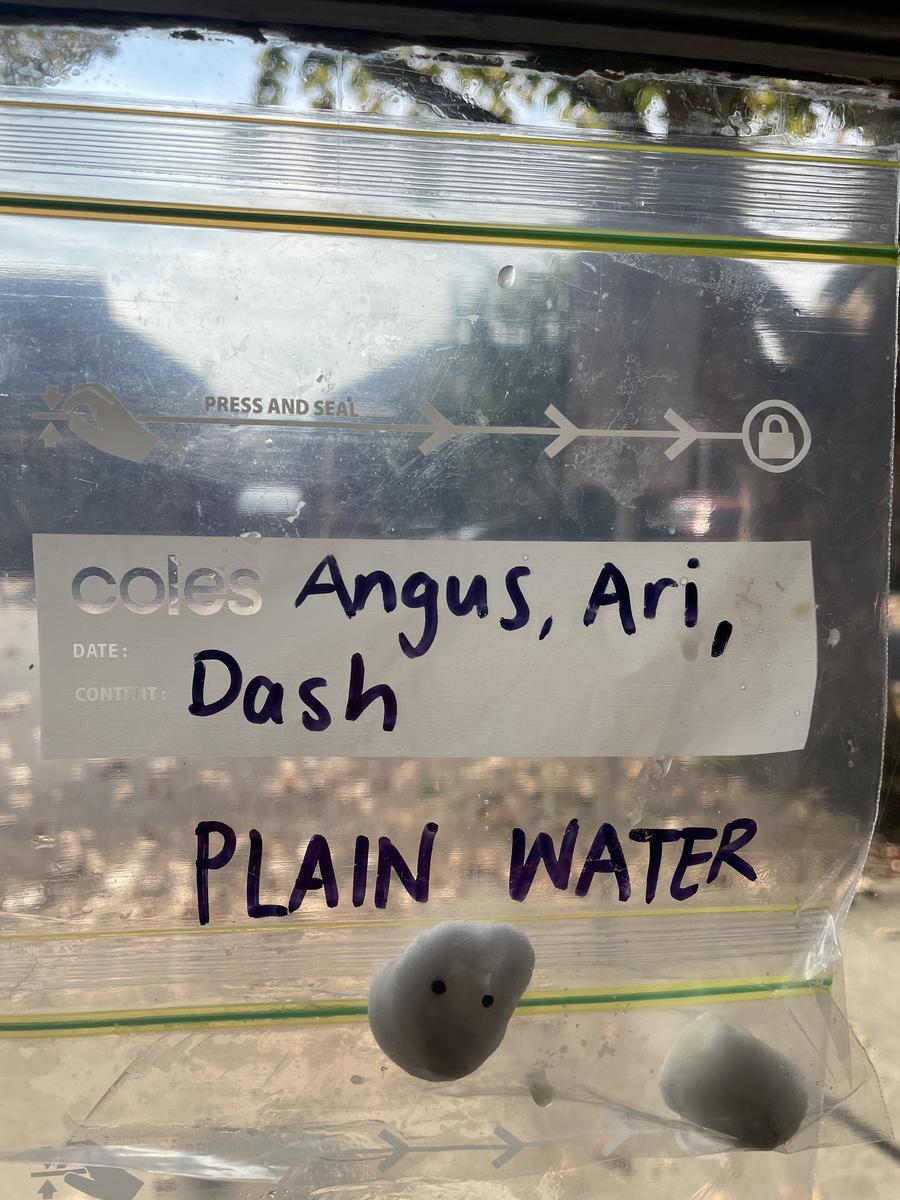 PRESS AND SEAL
coles Angus, Ari,
DATE:
CONTENT: Dash
PLAIN WATER